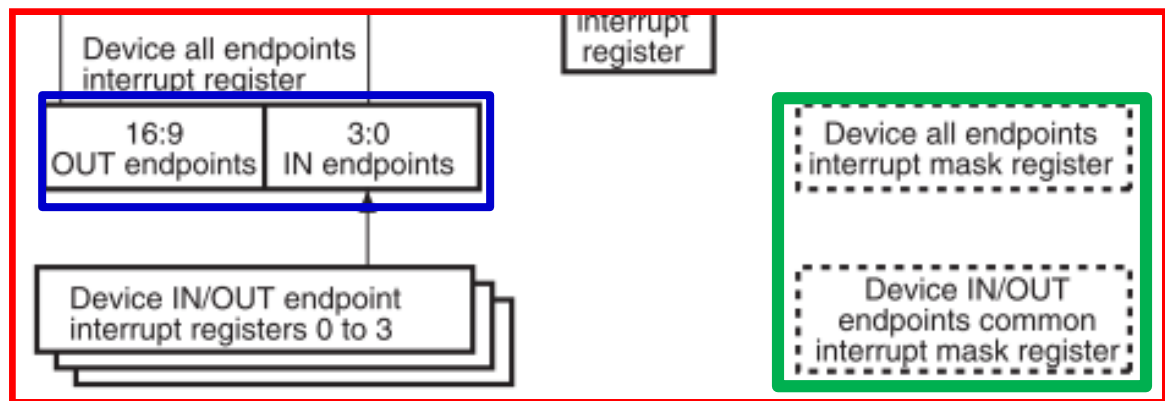 Device all endpoints
interrupt register
interrupt
register
16:9
OUT endpoints
3:0
IN endpoints
Device all endpoints
interrupt mask register
Device IN/OUT endpoint
interrupt registers 0 to 3
Device IN/OUT
endpoints common
interrupt mask register